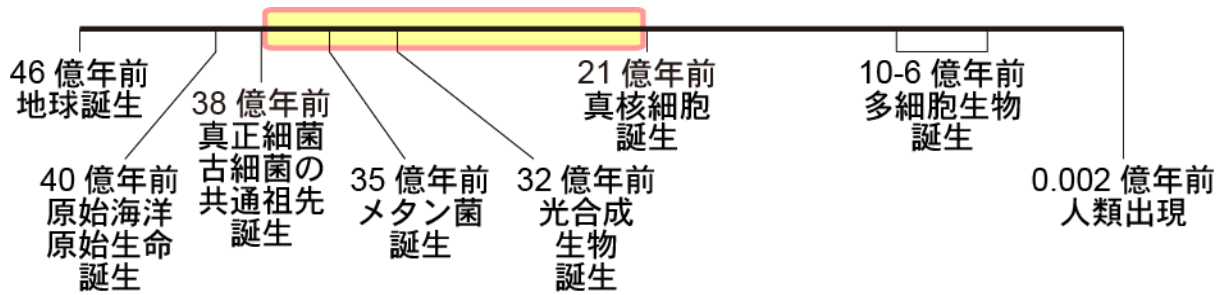 46 億年前
地球誕生
40 億年前
原始海洋
原始生命
誕生
38 億年前
真正細菌
古細菌の
共通祖先
誕生
35 億年前
メタン菌
誕生
32 億年前
光合成
生物
誕生
21 億年前
真核細胞
誕生
10-6 億年前
多細胞生物
誕生
0.002 億年前
人類出現